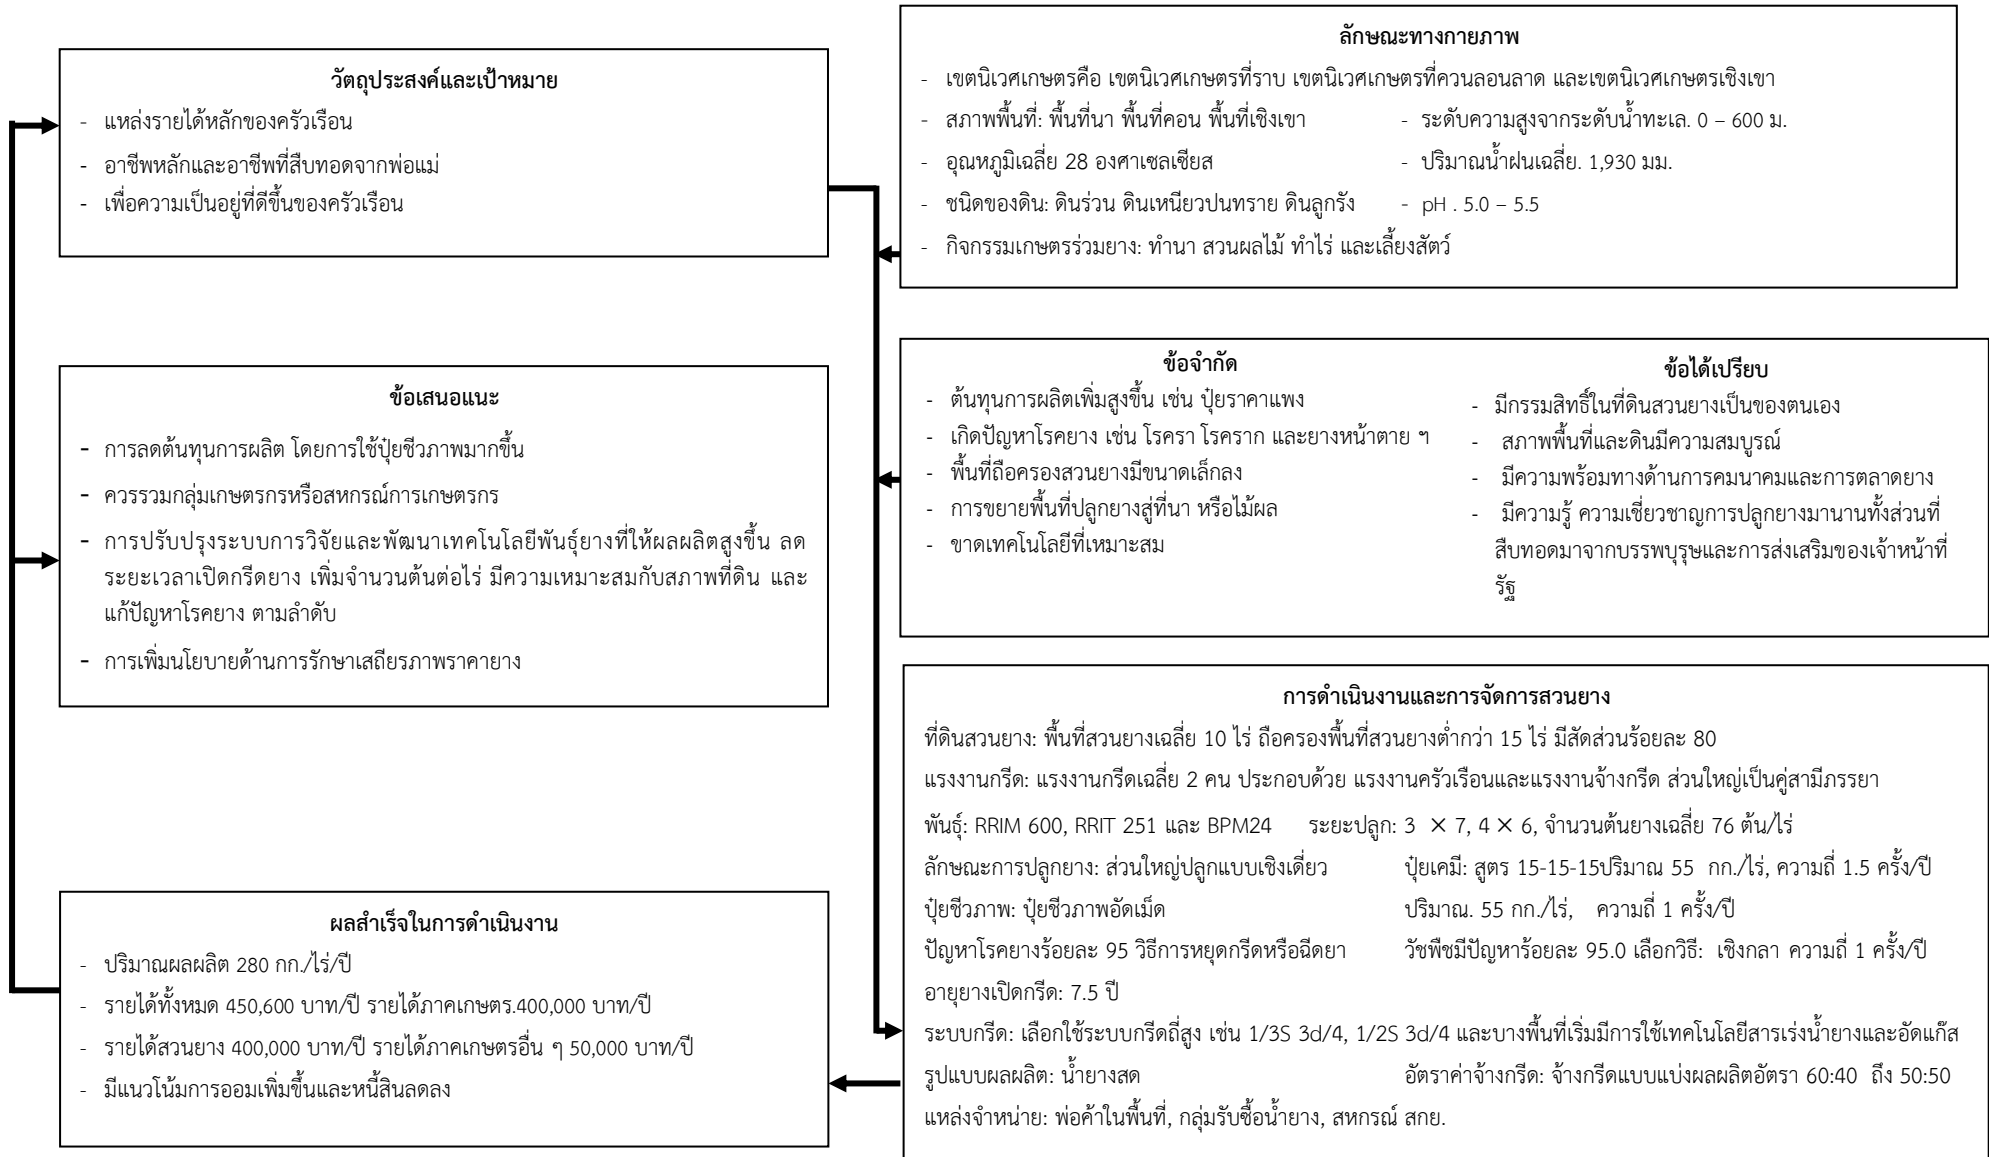 วัตถุประสงค์และเป้าหมาย
- แหล่งรายได้หลักของครัวเรือน
- อาชีพหลักและอาชีพที่สืบทอดจากพ่อแม่
- เพื่อความเป็นอยู่ที่ดีขึ้นของครัวเรือน
ข้อเสนอแนะ
- การลดต้นทุนการผลิต โดยการใช้ปุ๋ยชีวภาพมากขึ้น
- ควรรวมกลุ่มเกษตรกรหรือสหกรณ์การเกษตรกร
- การปรับปรุงระบบการวิจัยและพัฒนาเทคโนโลยีพันธุ์ยางที่ให้ผลผลิตสูงขึ้น ลด
ระยะเวลาเปิดกรีดยาง เพิ่มจำนวนต้นต่อไร่ มีความเหมาะสมกับสภาพที่ดิน และ
แก้ปัญหาโรคยาง ตามลำดับ
- การเพิ่มนโยบายด้านการรักษาเสถียรภาพราคายาง
ผลสำเร็จในการดำเนินงาน
- ปริมาณผลผลิต 280 กก./ไร่/ปี
- รายได้ทั้งหมด 450,600 บาท/ปี รายได้ภาคเกษตร.400,000 บาท/ปี
- รายได้สวนยาง 400,000 บาท/ปี รายได้ภาคเกษตรอื่น ๆ 50,000 บาท/ปี
- มีแนวโน้มการออมเพิ่มขึ้นและหนี้สินลดลง
ลักษณะทางกายภาพ
- เขตนิเวศเกษตรคือ เขตนิเวศเกษตรที่ราบ เขตนิเวศเกษตรที่ควนลอนลาด และเขตนิเวศเกษตรเชิงเขา
- สภาพพื้นที่: พื้นที่นา พื้นที่คอน พื้นที่เชิงเขา - ระดับความสูงจากระดับน้ำทะเล. 0 – 600 ม.
- อุณหภูมิเฉลี่ย 28 องศาเซลเซียส - ปริมาณน้ำฝนเฉลี่ย. 1,930 มม.
- ชนิดของดิน: ดินร่วน ดินเหนียวปนทราย ดินลูกรัง - pH . 5.0 – 5.5
- กิจกรรมเกษตรร่วมยาง: ทำนา สวนผลไม้ ทำไร่ และเลี้ยงสัตว์
ข้อจำกัด
- ต้นทุนการผลิตเพิ่มสูงขึ้น เช่น ปุ๋ยราคาแพง
- เกิดปัญหาโรคยาง เช่น โรครา โรคราก และยางหน้าตาย ฯ
- พื้นที่ถือครองสวนยางมีขนาดเล็กลง
- การขยายพื้นที่ปลูกยางสู่ที่นา หรือไม้ผล
- ขาดเทคโนโลยีที่เหมาะสม
ข้อได้เปรียบ
- มีกรรมสิทธิ์ในที่ดินสวนยางเป็นของตนเอง
- สภาพพื้นที่และดินมีความสมบูรณ์
- มีความพร้อมทางด้านการคมนาคมและการตลาดยาง
- มีความรู้ ความเชี่ยวชาญการปลูกยางมานานทั้งส่วนที่
สืบทอดมาจากบรรพบุรุษและการส่งเสริมของเจ้าหน้าที่
รัฐ
การดำเนินงานและการจัดการสวนยาง
ที่ดินสวนยาง: พื้นที่สวนยางเฉลี่ย 10 ไร่ ถือครองพื้นที่สวนยางต่ำกว่า 15 ไร่ มีสัดส่วนร้อยละ 80
แรงงานกรีด: แรงงานกรีดเฉลี่ย 2 คน ประกอบด้วย แรงงานครัวเรือนและแรงงานจ้างกรีด ส่วนใหญ่เป็นคู่สามีภรรยา
พันธุ์: RRIM 600, RRIT 251 และ BPM24 ระยะปลูก: 3 × 7, 4 × 6, จำนวนต้นยางเฉลี่ย 76 ต้น/ไร่
ลักษณะการปลูกยาง: ส่วนใหญ่ปลูกแบบเชิงเดี่ยว ปุ๋ยเคมี: สูตร 15-15-15ปริมาณ 55 กก./ไร่, ความถี่ 1.5 ครั้ง/ปี
ปุ๋ยชีวภาพ: ปุ๋ยชีวภาพอัดเม็ด ปริมาณ. 55 กก./ไร่, ความถี่ 1 ครั้ง/ปี
ปัญหาโรคยางร้อยละ 95 วิธีการหยุดกรีดหรือฉีดยา วัชพืชมีปัญหาร้อยละ 95.0 เลือกวิธี: เชิงกลา ความถี่ 1 ครั้ง/ปี
อายุยางเปิดกรีด: 7.5 ปี
ระบบกรีด: เลือกใช้ระบบกรีดถี่สูง เช่น 1/3S 3d/4, 1/2S 3d/4 และบางพื้นที่เริ่มมีการใช้เทคโนโลยีสารเร่งน้ำยางและอัดแก๊ส
รูปแบบผลผลิต: น้ำยางสด อัตราค่าจ้างกรีด: จ้างกรีดแบบแบ่งผลผลิตอัตรา 60:40 ถึง 50:50
แหล่งจำหน่าย: พ่อค้าในพื้นที่, กลุ่มรับซื้อน้ำยาง, สหกรณ์ สกย.